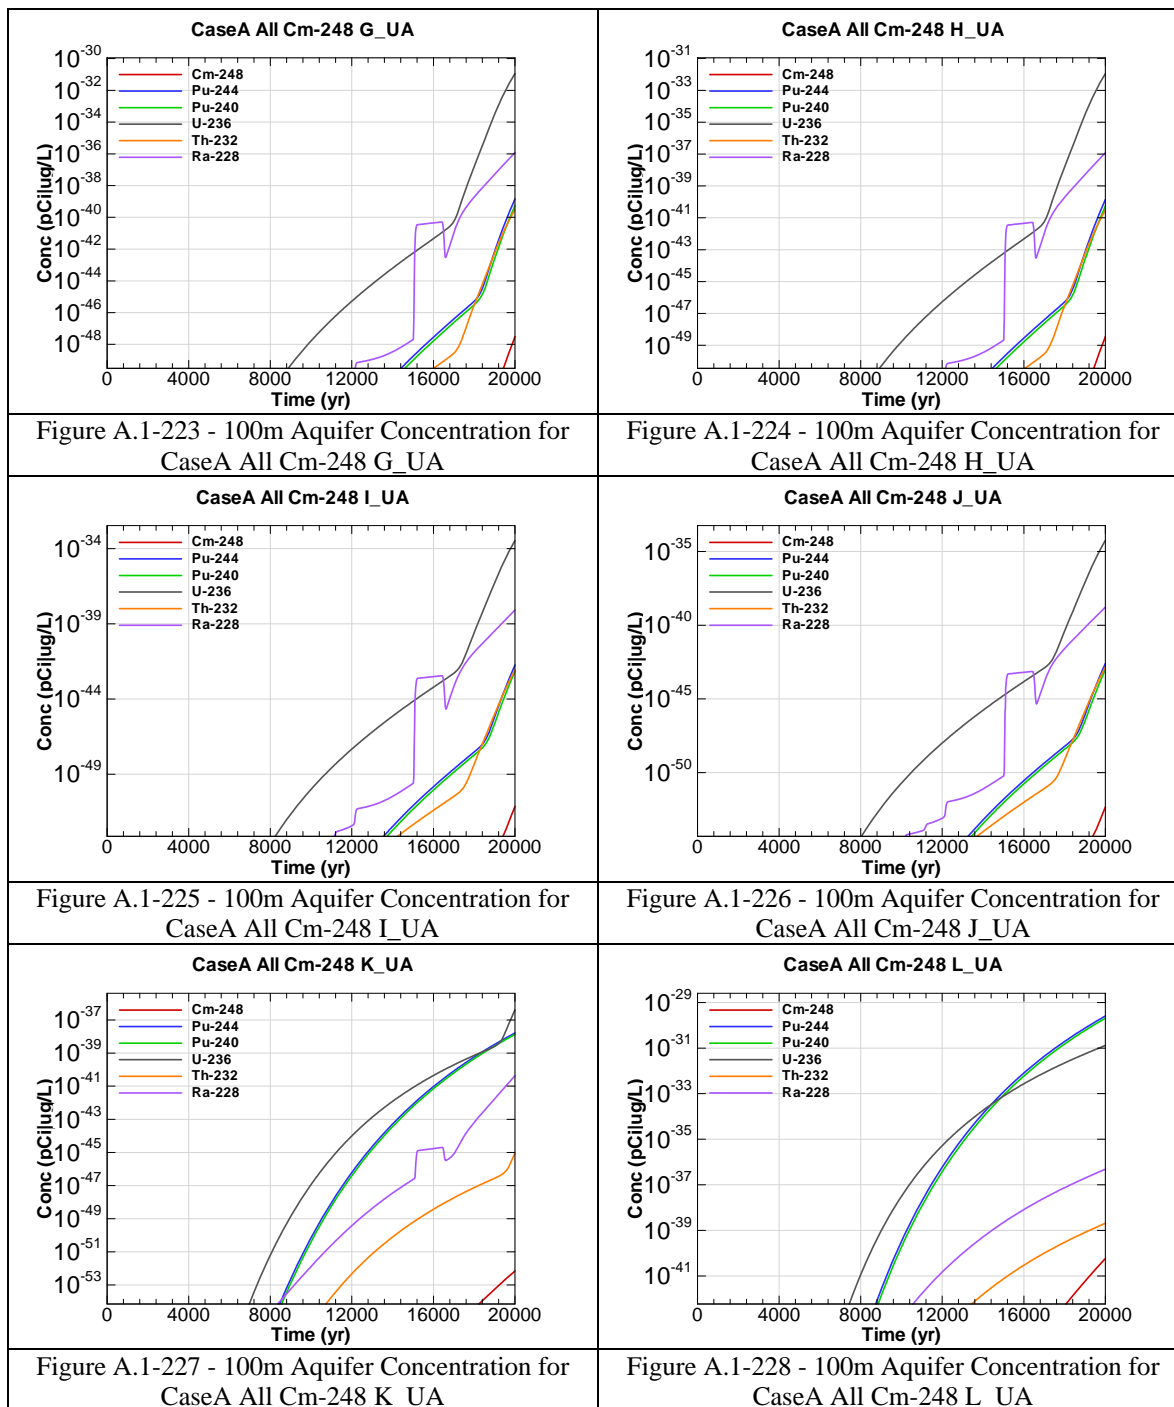 CaseA All Cm-248 G_UA
Conc (pCi|ug/L)
10^-30
10^-32
10^-34
10^-36
10^-38
10^-40
10^-42
10^-44
10^-46
10^-48
Cm-248
Pu-244
Pu-240
U-236
Th-232
Ra-228
0 4000 8000 12000 16000 20000
Time (yr)
Figure A.1-223 - 100m Aquifer Concentration for
CaseA All Cm-248 G_UA
CaseA All Cm-248 H_UA
Conc (pCi|ug/L)
10^-31
10^-33
10^-34
10^-35
10^-37
10^-39
10^-41
10^-43
10^-45
10^-47
10^-49
Cm-248
Pu-244
Pu-240
U-236
Th-232
Ra-228
0 4000 8000 12000 16000 20000
Time (yr)
Figure A.1-224 - 100m Aquifer Concentration for
CaseA All Cm-248 H_UA
CaseA All Cm-248 I_UA
Conc (pCi|ug/L)
10^-34
10^-39
10^-44
10^-49
Cm-248
Pu-244
Pu-240
U-236
Th-232
Ra-228
0 4000 8000 12000 16000 20000
Time (yr)
Figure A.1-225 - 100m Aquifer Concentration for
CaseA All Cm-248 I_UA
CaseA All Cm-248 J_UA
Conc (pCi|ug/L)
10^-35
10^-40
10^-45
10^-50
Cm-248
Pu-244
Pu-240
U-236
Th-232
Ra-228
0 4000 8000 12000 16000 20000
Time (yr)
Figure A.1-226 - 100m Aquifer Concentration for
CaseA All Cm-248 J_UA
CaseA All Cm-248 K_UA
Conc (pCi|ug/L)
10^-37
10^-39
10^-41
10^-43
10^-45
10^-47
10^-49
10^-51
10^-53
Cm-248
Pu-244
Pu-240
U-236
Th-232
Ra-228
0 4000 8000 12000 16000 20000
Time (yr)
Figure A.1-227 - 100m Aquifer Concentration for
CaseA All Cm-248 K_UA
CaseA All Cm-248 L_UA
Conc (pCi|ug/L)
10^-29
10^-31
10^-33
10^-35
10^-37
10^-39
10^-41
Cm-248
Pu-244
Pu-240
U-236
Th-232
Ra-228
0 4000 8000 12000 16000 20000
Time (yr)
Figure A.1-228 - 100m Aquifer Concentration for
CaseA All Cm-248 L_UA